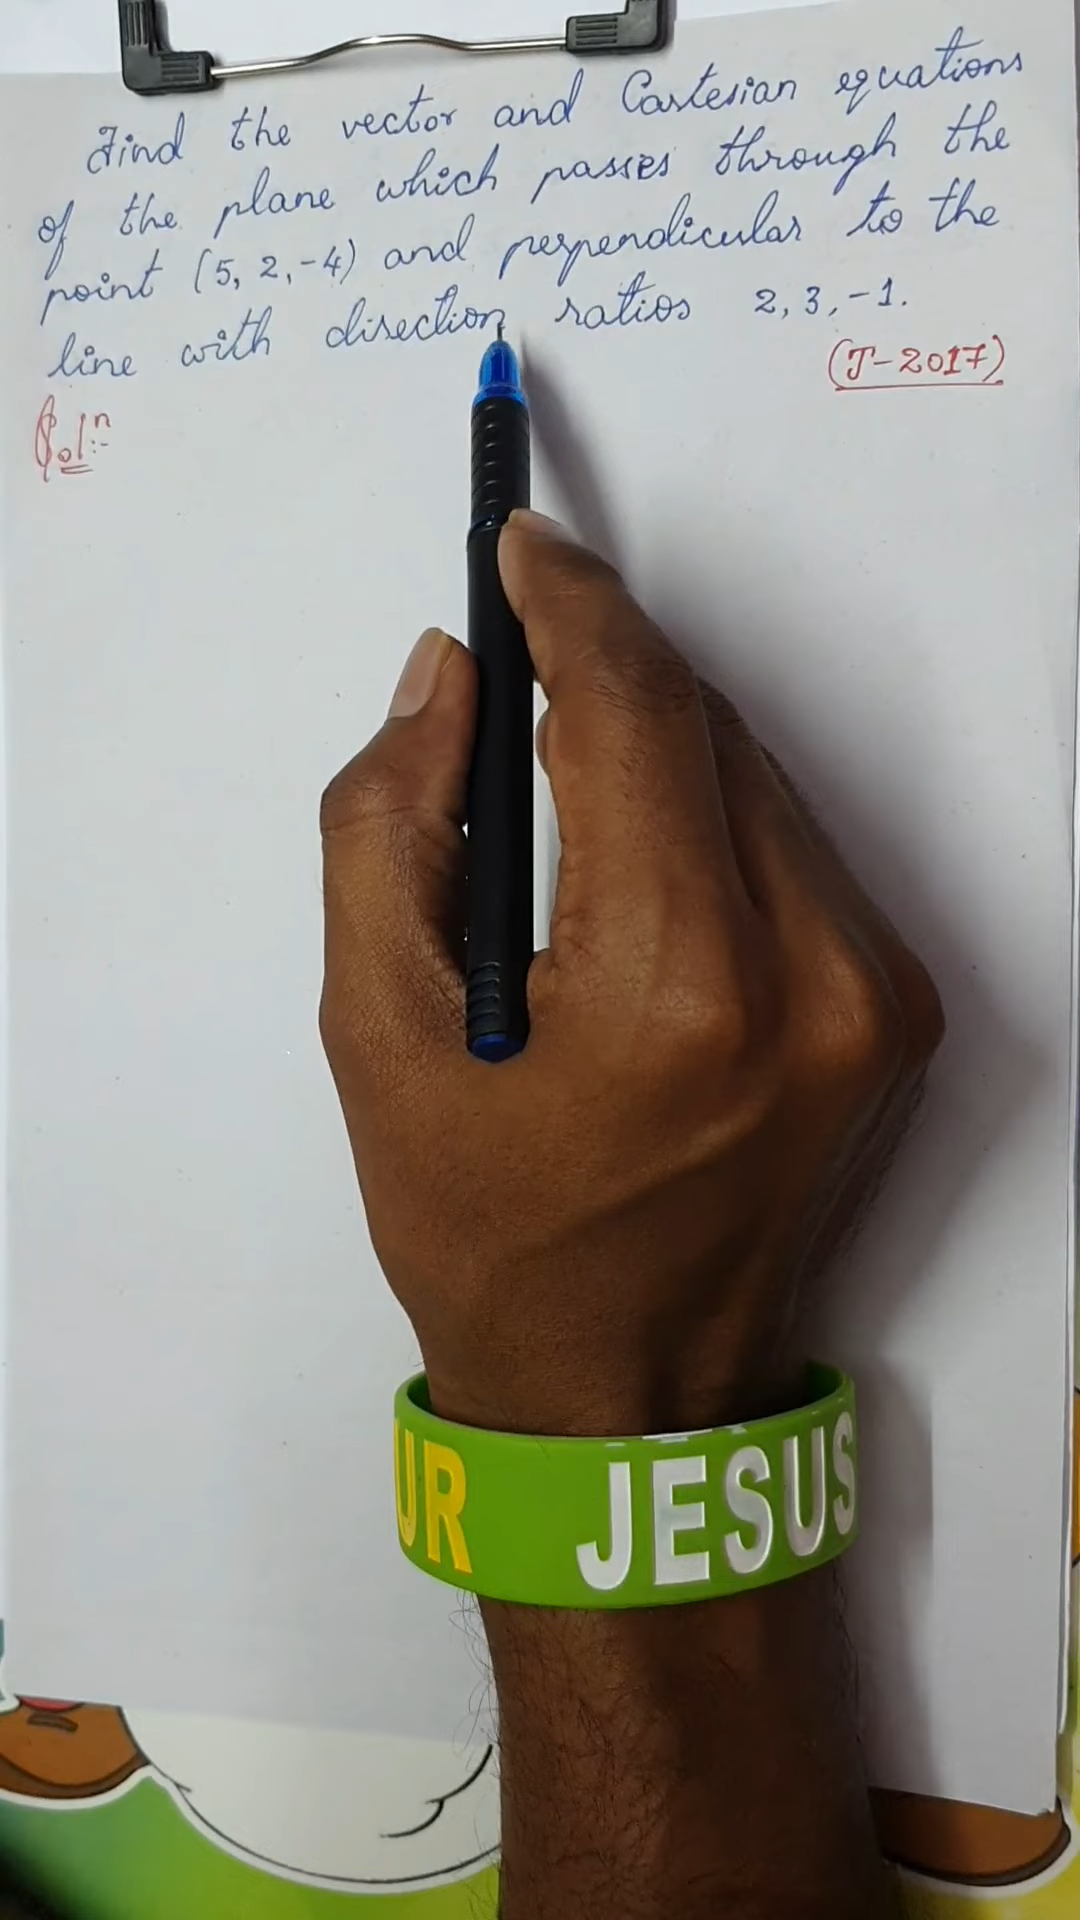 Find the vector and Cartesian equations
of the plane which passes through the
point (5, 2, -4) and perpendicular to the
line with direction ratios 2, 3, -1.
(J-2017)
Solⁿ:-
UR JESUS